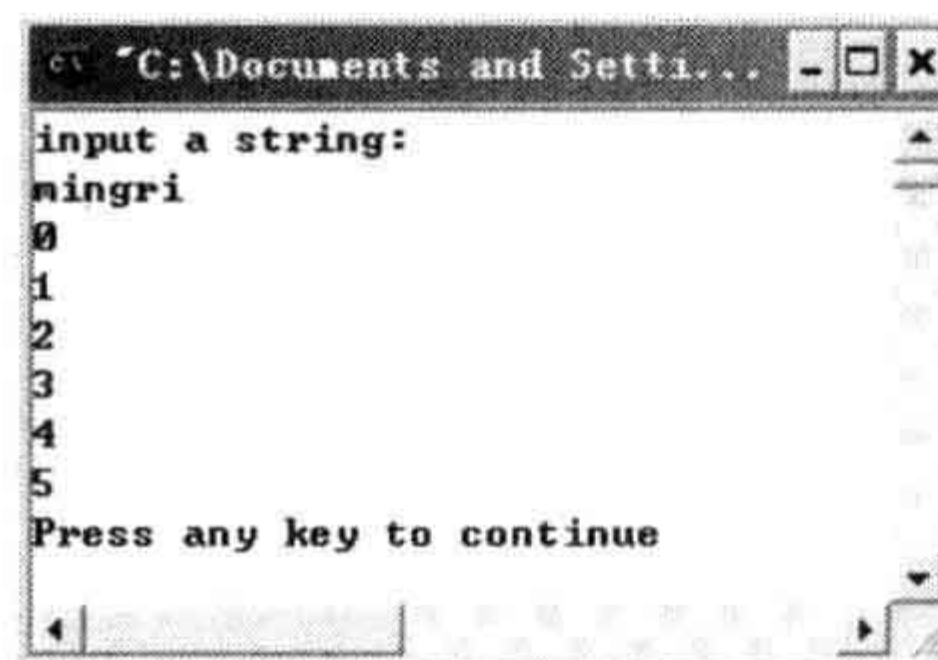 "C:\Documents and Setti...
input a string:
mingri
0
1
2
3
4
5
Press any key to continue